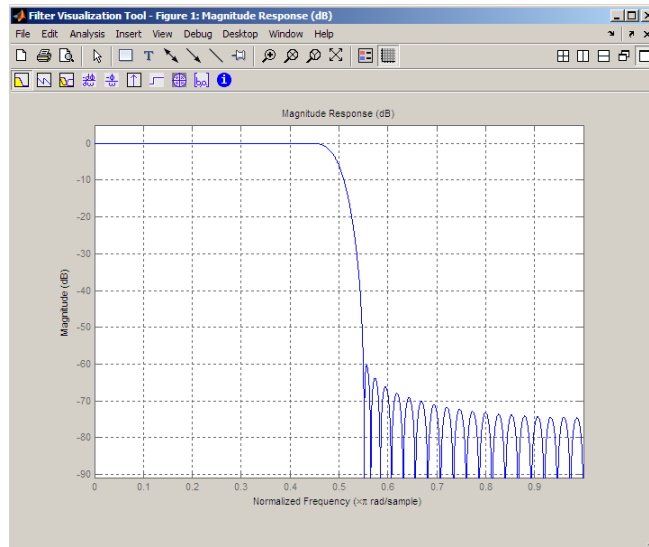 Filter Visualization Tool - Figure 1: Magnitude Response (dB)
File Edit Analysis Insert View Debug Desktop Window Help
Magnitude Response (dB)
Magnitude (dB)
0
-10
-20
-30
-40
-50
-60
-70
-80
-90
0 0.1 0.2 0.3 0.4 0.5 0.6 0.7 0.8 0.9
Normalized Frequency (×π rad/sample)